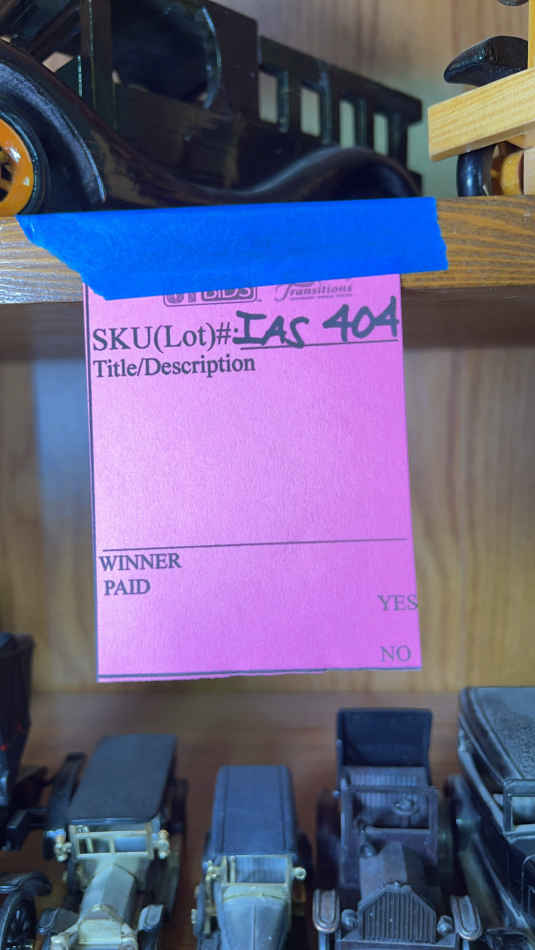 Transitions
SKU(Lot)#: IAS 404
Title/Description
WINNER
PAID
YES
NO